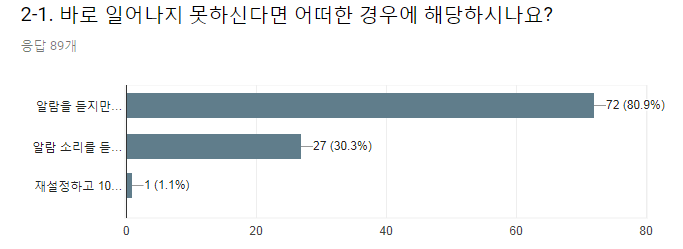 2-1. 바로 일어나지 못하신다면 어떠한 경우에 해당하시나요?
응답 89개
알람을 듣지만...
72 (80.9%)
알람 소리를 듣...
27 (30.3%)
재설정하고 10...
1 (1.1%)
0 20 40 60 80